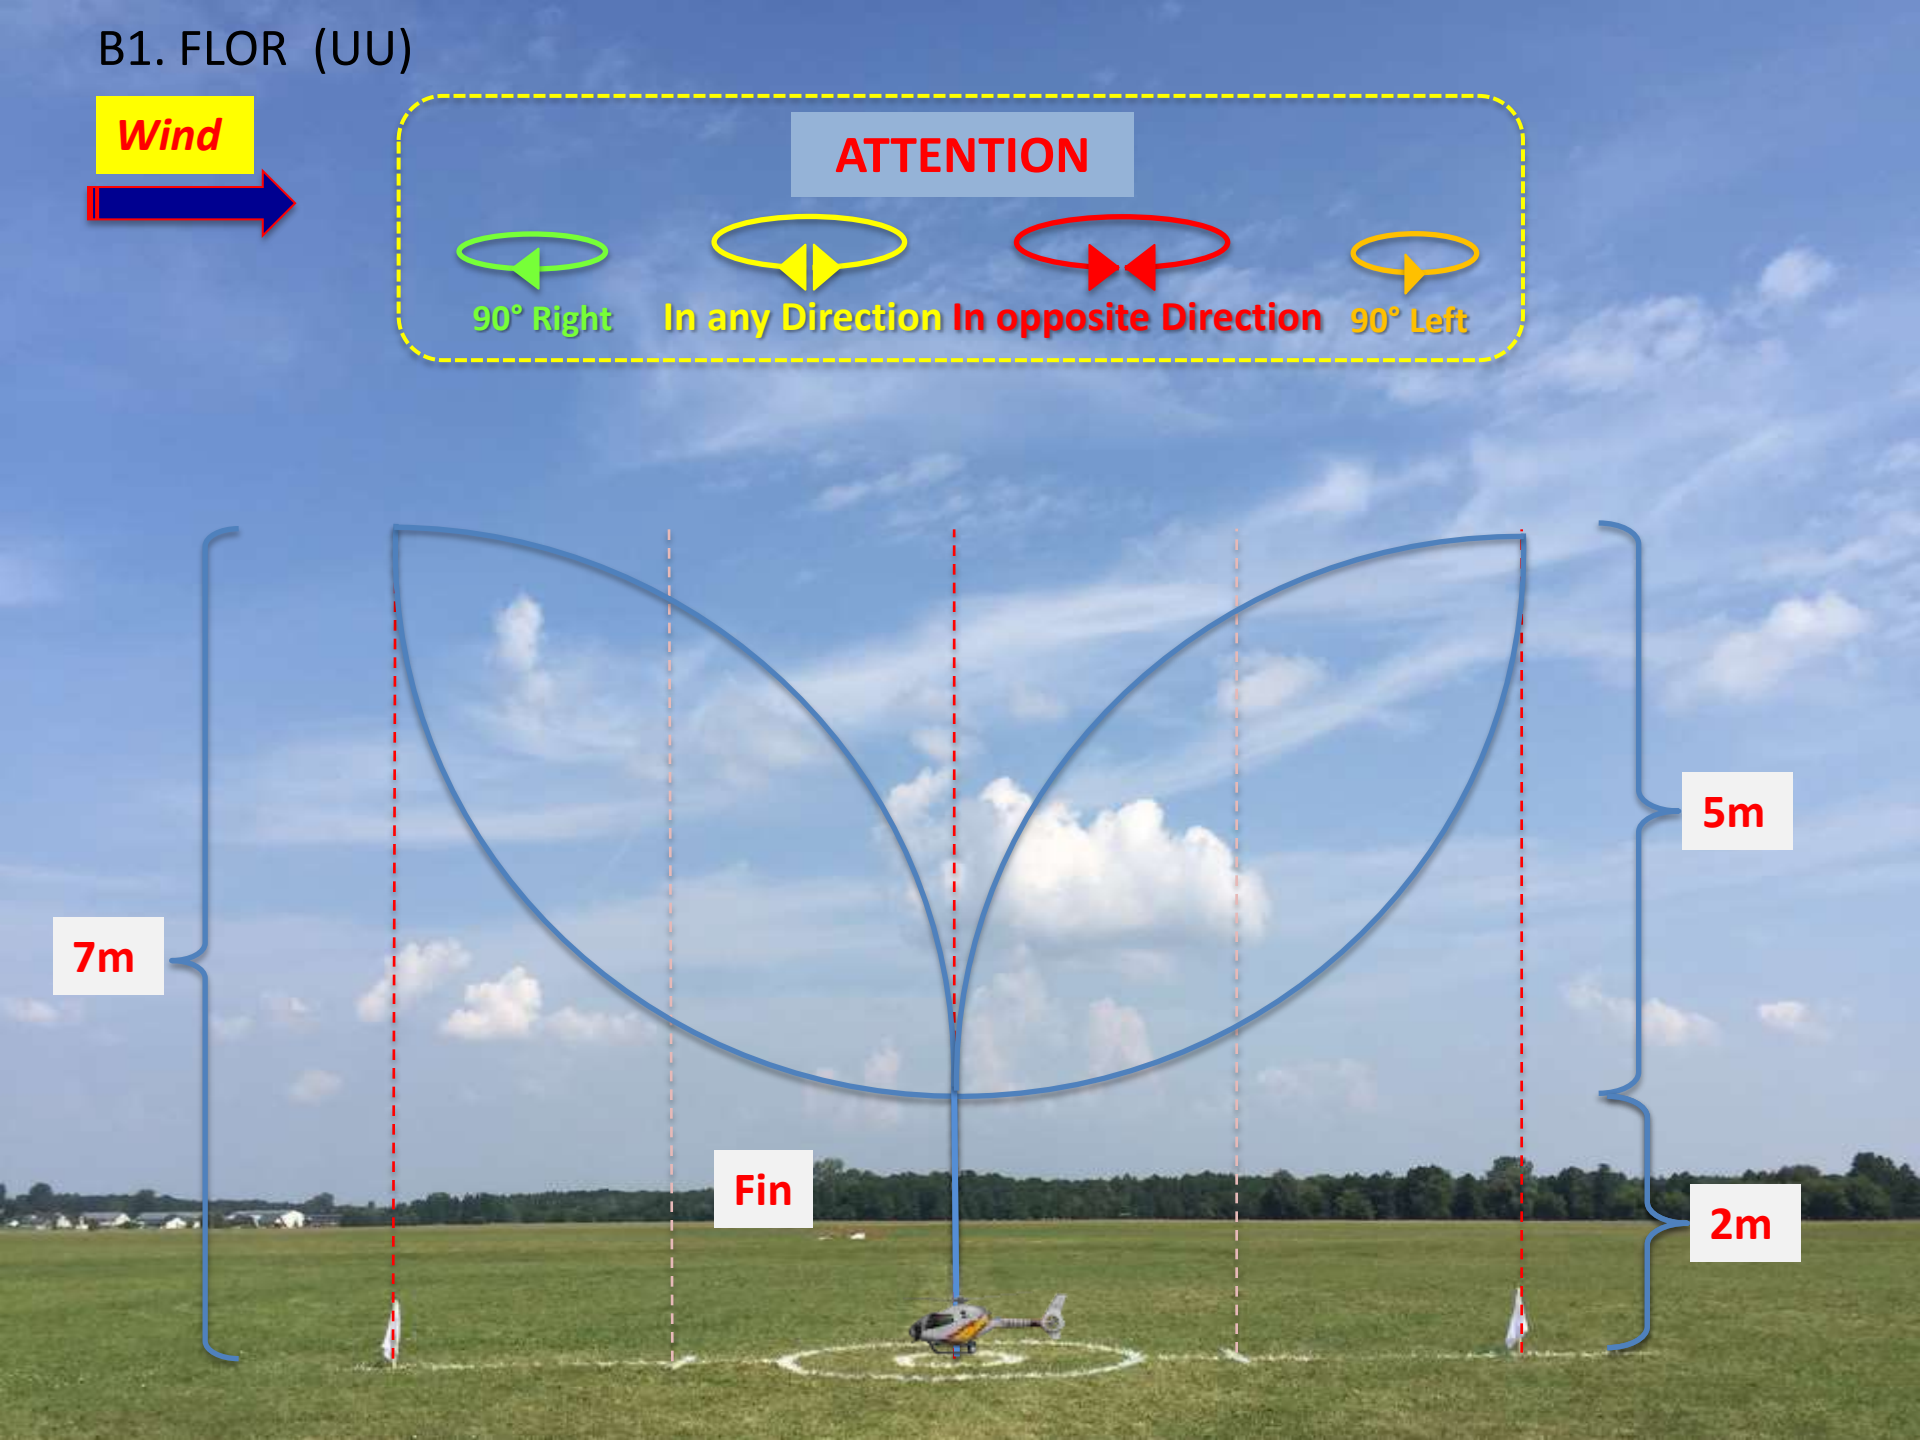 B1. FLOR (UU)
Wind
ATTENTION
90° Right
In any Direction
In opposite Direction
90° Left
5m
7m
Fin
2m